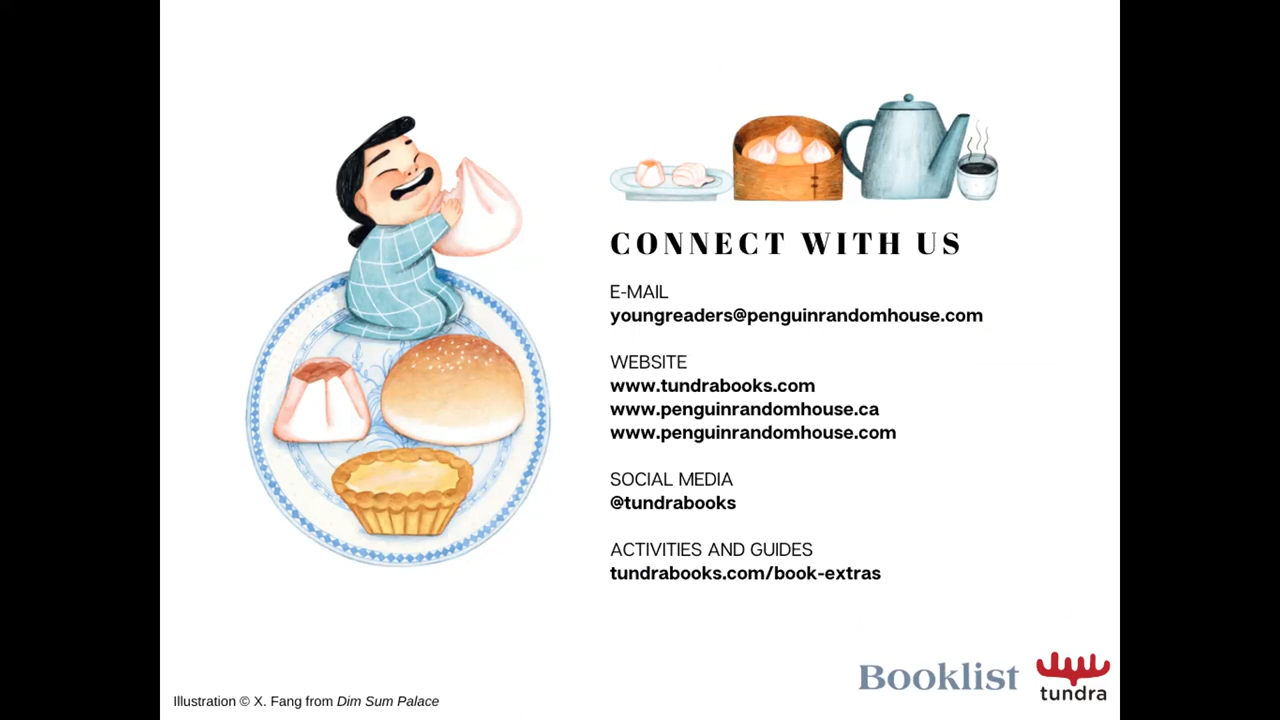 CONNECT WITH US
E-MAIL
youngreaders@penguinrandomhouse.com
WEBSITE
www.tundrabooks.com
www.penguinrandomhouse.ca
www.penguinrandomhouse.com
SOCIAL MEDIA
@tundrabooks
ACTIVITIES AND GUIDES
tundrabooks.com/book-extras
Booklist
tundra
Illustration © X. Fang from Dim Sum Palace